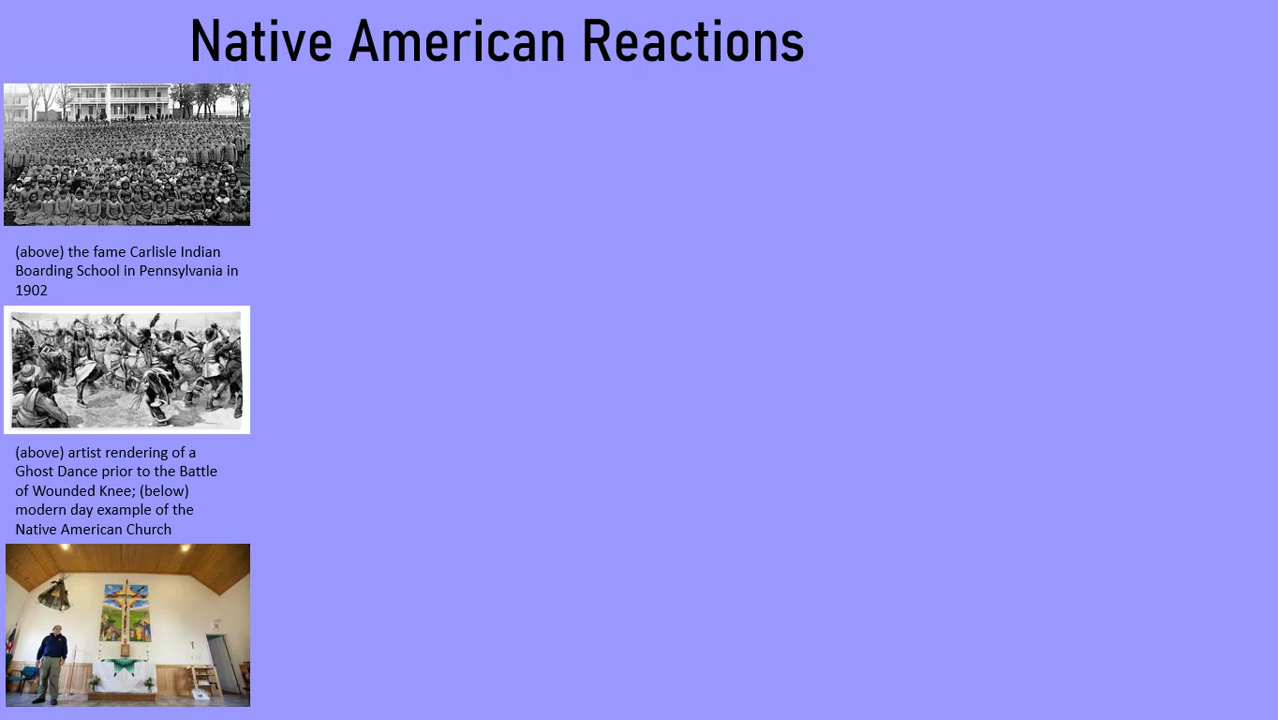 Native American Reactions
(above) the fame Carlisle Indian
Boarding School in Pennsylvania in
1902
(above) artist rendering of a
Ghost Dance prior to the Battle
of Wounded Knee; (below)
modern day example of the
Native American Church